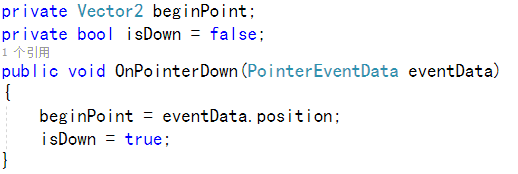 private Vector2 beginPoint;
private bool isDown = false;
1 个引用
public void OnPointerDown(PointerEventData eventData)
{
    beginPoint = eventData.position;
    isDown = true;
}